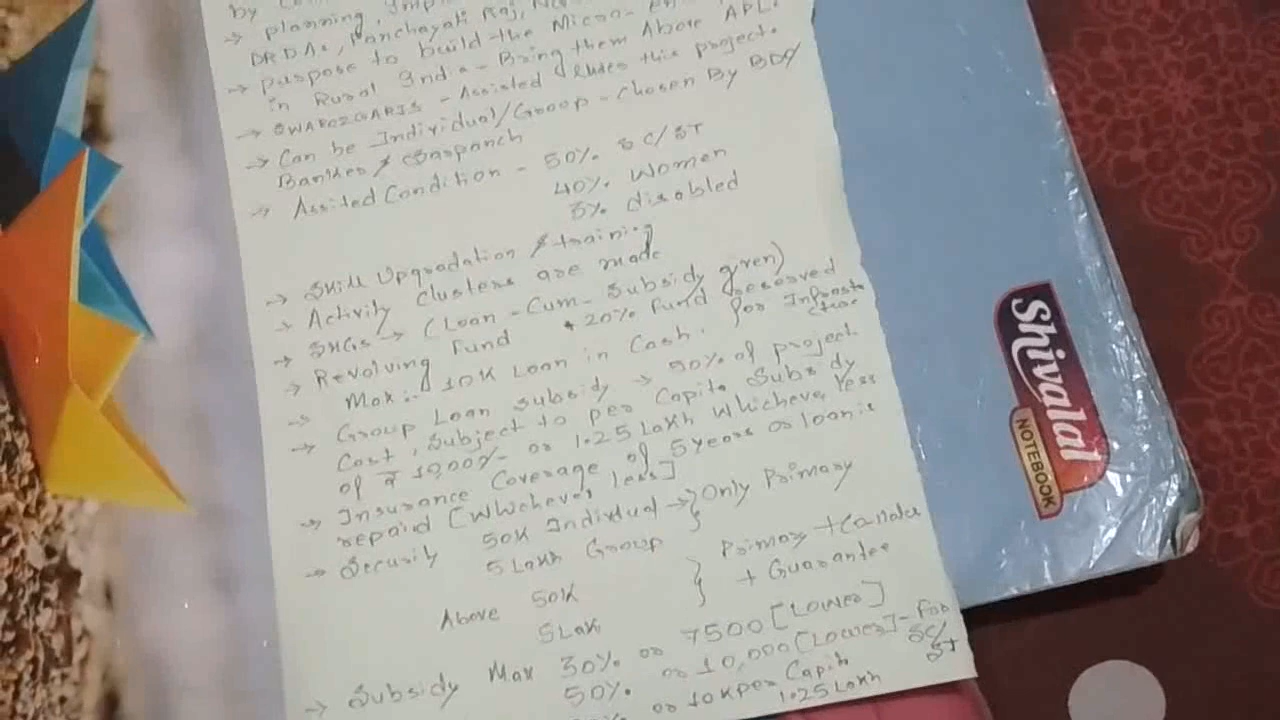 by
→ planning,
DRDAs, Panchayati Raj,
→ purpose to build the Micro-
in Rural India - Bring them Above APL.
→ SWAROZGARIS - Assisted Under this project.
→ Can be Individual/Group - Chosen By BDO/
Bankes & Sarpanch
→ Assited Condition - 50% SC/ST
40% Women
3% disabled
→ Skill Upgradation & training
→ Activity Clusters are made
→ SHGs → (Loan - Cum - Subsidy given)
→ Revolving Fund
20% Fund reserved
for Infrastructure
→ Max:- 10K Loan in Cash.
→ Group Loan subsidy → 50% of project
Cost, Subject to per Capita Subsdy
of ₹ 10,000/- or 1.25 Lakh Whichever less
→ Insurance Coverage of 5 years or loan is
repaid [Whichever less]
→ Security 50K Individual → } Only Primary
5 Lakh Group
Above 50K } Primary +
5 Lak + Guarantee
→ Subsidy Max 30% or 7500 [Lower]
50% or 10,000 [Lower] - For
SC/
ST
or 10K per Capita
1.25 Lakh
Shivalal
NOTEBOOK